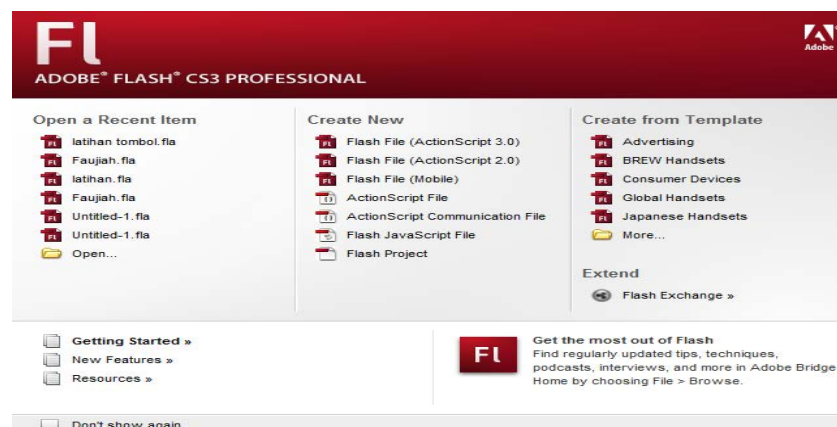 Fl
Adobe
ADOBE® FLASH® CS3 PROFESSIONAL
Open a Recent Item
latihan tombol.fla
Faujiah.fla
latihan.fla
Faujiah.fla
Untitled-1.fla
Untitled-1.fla
Open...
Create New
Flash File (ActionScript 3.0)
Flash File (ActionScript 2.0)
Flash File (Mobile)
ActionScript File
ActionScript Communication File
Flash JavaScript File
Flash Project
Create from Template
Advertising
BREW Handsets
Consumer Devices
Global Handsets
Japanese Handsets
More...
Extend
Flash Exchange »
Getting Started »
New Features »
Resources »
Fl
Get the most out of Flash
Find regularly updated tips, techniques,
podcasts, interviews, and more in Adobe Bridge
Home by choosing File > Browse.
Don't show again